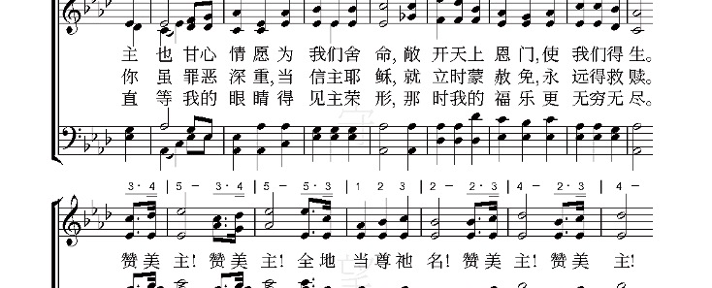 主也甘心情愿为我们舍命,敞开天上恩门,使我们得生。
你虽罪恶深重,当信主耶稣,就立时蒙赦免,永远得救赎。
直等我的眼睛得见主荣形,那时我的福乐更无穷无尽。
3· 4 | 5 – 3· 4 | 5 – 5· 3 | 1 2 3 | 2 – 2· 3 | 4 – 2· 3 | 4 –
赞美主!赞美主!全地当尊祂名!赞美主!赞美主!